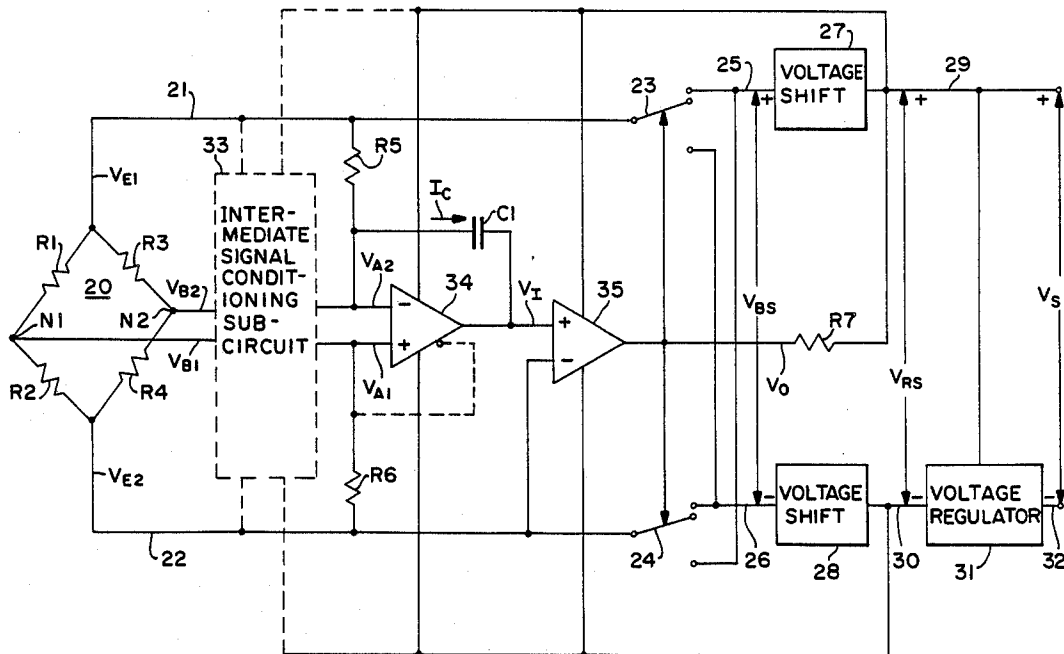 27
25
VOLTAGE
SHIFT
29
21
23
+
+
+
33
R5
VE1
IC
C1
INTER-
MEDIATE
SIGNAL
CONDIT-
IONING
SUB-
CIRCUIT
R1
R3
20
VB2
VA2
34
35
VI
VBS
VS
N1
N2
-
+
+
-
R7
VB1
VA1
VO
VRS
R2
R4
VE2
R6
-
VOLTAGE
SHIFT
-
VOLTAGE
REGULATOR
-
22
24
26
28
30
31
32